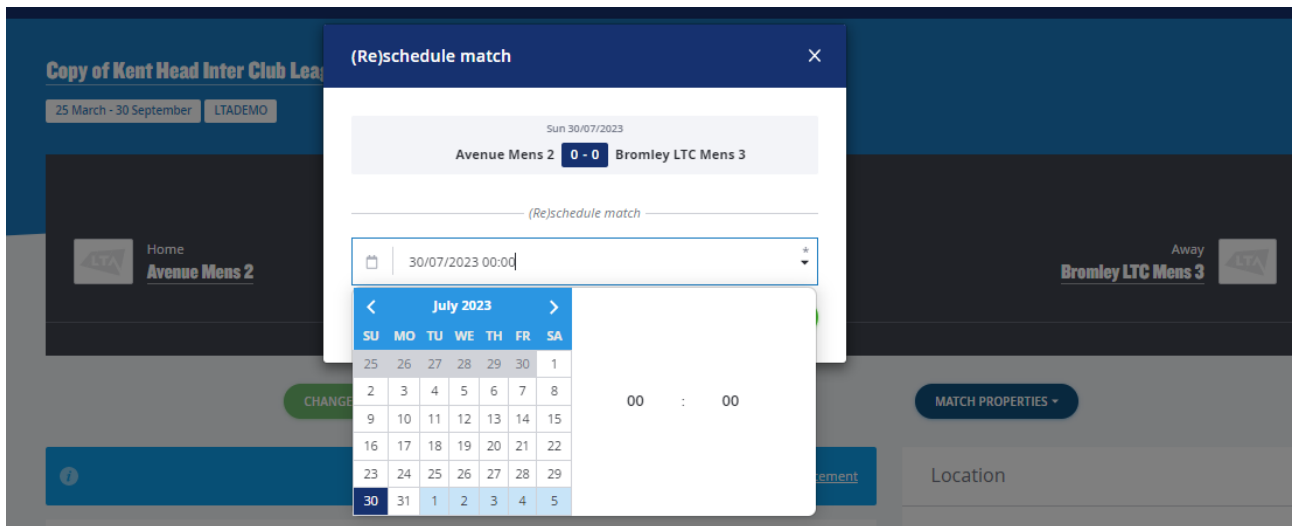 (Re)schedule match
Copy of Kent Head Inter Club Lea
25 March - 30 September LTADEMO
Sun 30/07/2023
Avenue Mens 2 0 - 0 Bromley LTC Mens 3
(Re)schedule match
LTA Home
Avenue Mens 2
30/07/2023 00:00 *
Away
Bromley LTC Mens 3 LTA
July 2023
SU MO TU WE TH FR SA
25 26 27 28 29 30 1
2 3 4 5 6 7 8
9 10 11 12 13 14 15
16 17 18 19 20 21 22
23 24 25 26 27 28 29
30 31 1 2 3 4 5
00 : 00
CHANGE
MATCH PROPERTIES
Location